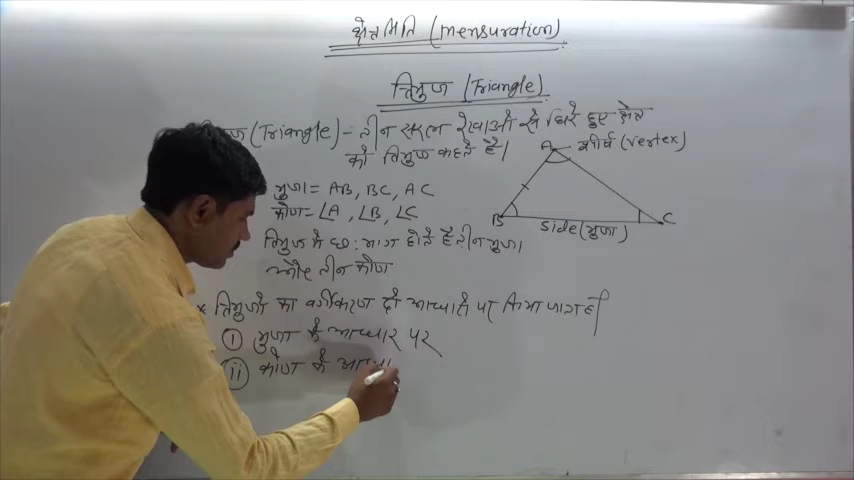 क्षेत्रमिति (mensuration)
त्रिभुज (Triangle)
(Triangle) - तीन सरल रेखाओं से घिरे हुए क्षेत्र
को त्रिभुज कहते है।
A शीर्ष (vertex)
भुजा = AB, BC, AC
कोण = ∠A, ∠B, ∠C
B C
side (भुजा)
त्रिभुज में छ: भाग होते है तीन भुजा
और तीन कोण
* त्रिभुजों का वर्गीकरण दो आधारों पर किया जाता है
(i) भुजा के आधार पर
(ii) कोण के